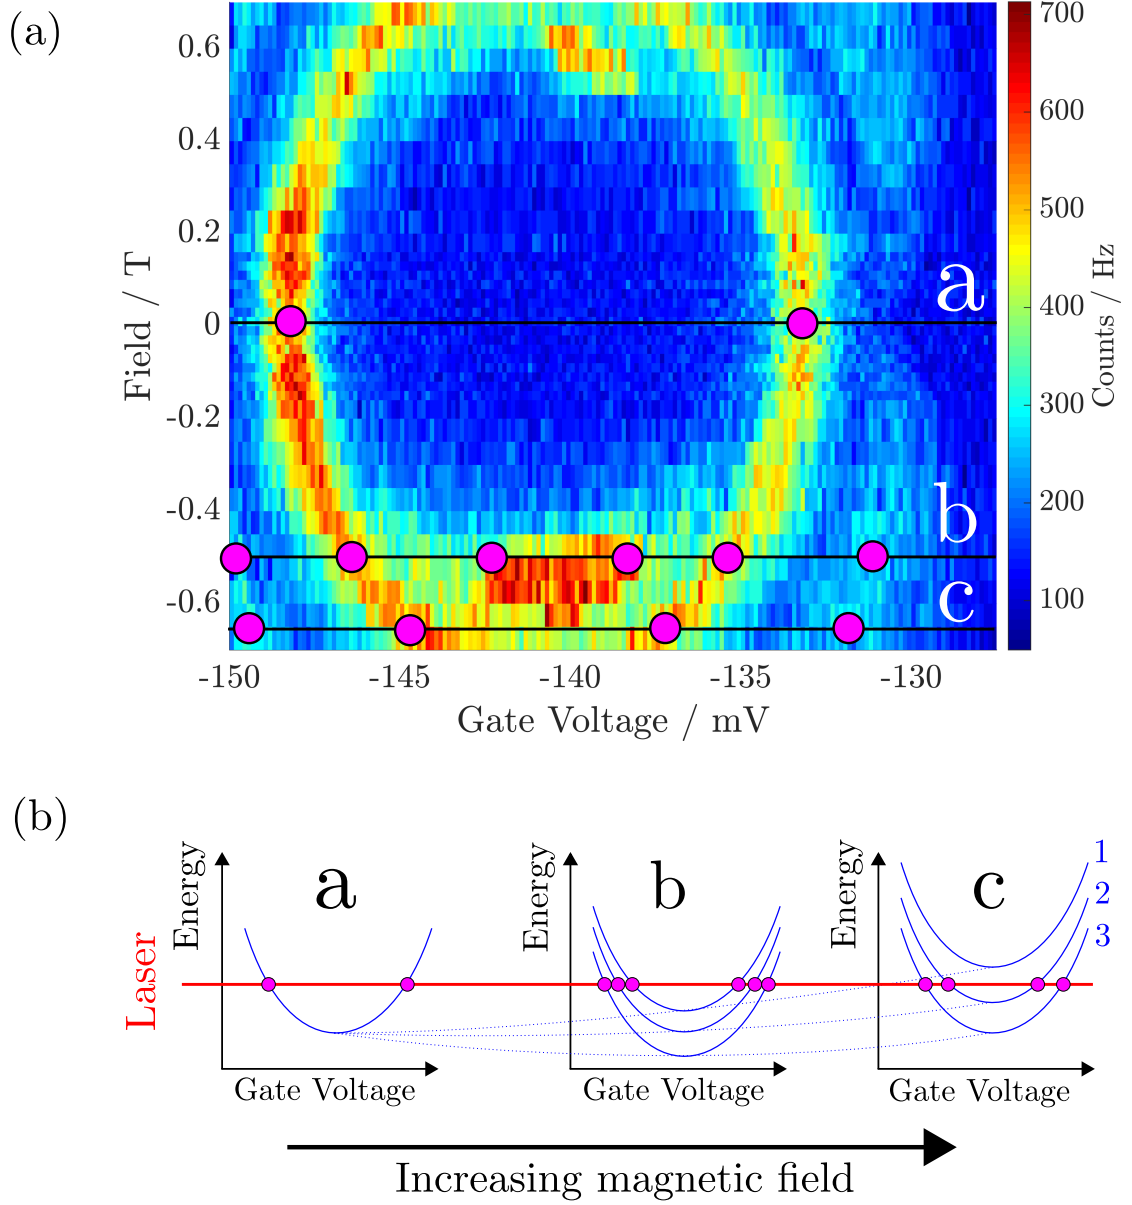 (a)
700
600
500
400
300
200
100
Counts / Hz
0.6
0.4
0.2
0
-0.2
-0.4
-0.6
Field / T
a
b
c
-150 -145 -140 -135 -130
Gate Voltage / mV
(b)
Laser
Energy
a
Gate Voltage
Energy
b
Gate Voltage
Energy
c
1
2
3
Gate Voltage
Increasing magnetic field